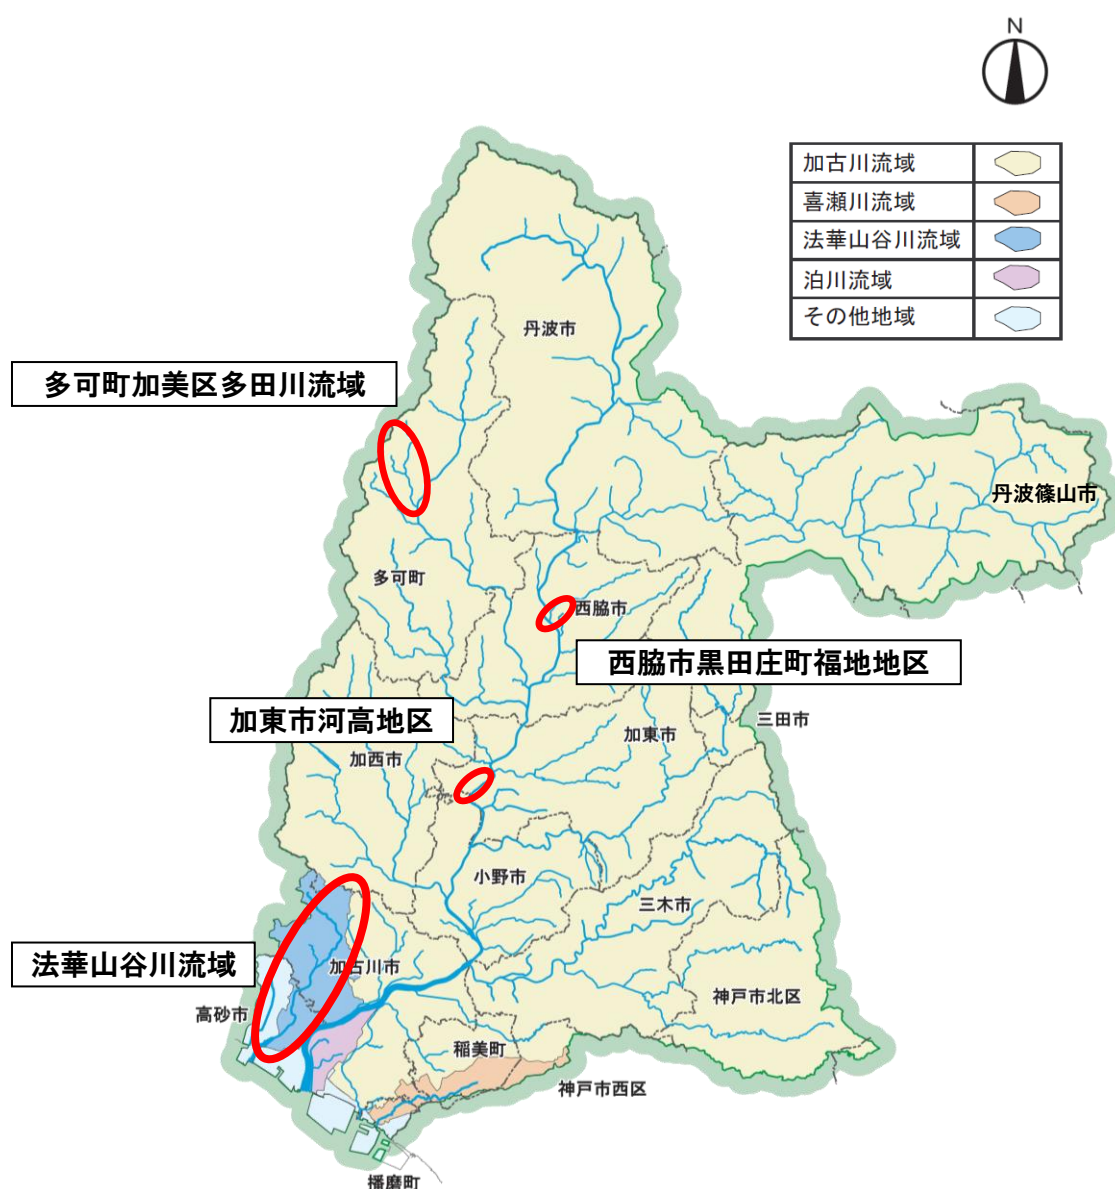 N
加古川流域
喜瀬川流域
法華山谷川流域
泊川流域
その他地域
丹波市
多可町加美区多田川流域
丹波篠山市
多可町
西脇市
西脇市黒田庄町福地地区
加東市河高地区
三田市
加東市
加西市
小野市
三木市
法華山谷川流域
加古川市
神戸市北区
高砂市
稲美町
神戸市西区
播磨町